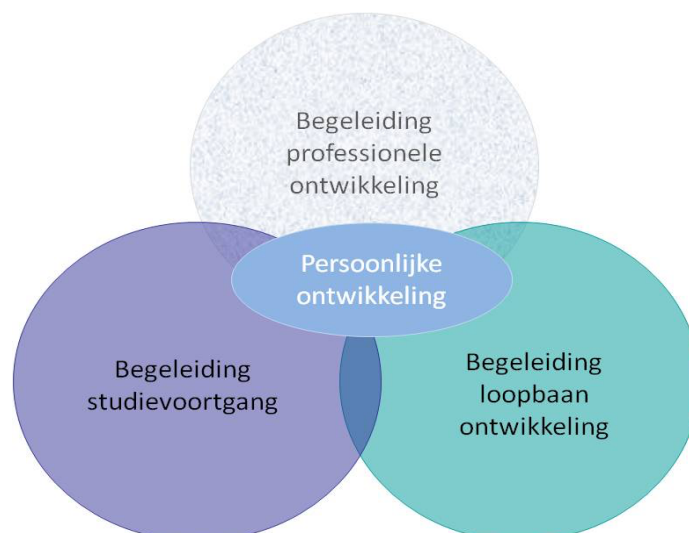 Begeleiding
professionele
ontwikkeling
Persoonlijke
ontwikkeling
Begeleiding
studievoortgang
Begeleiding
loopbaan
ontwikkeling